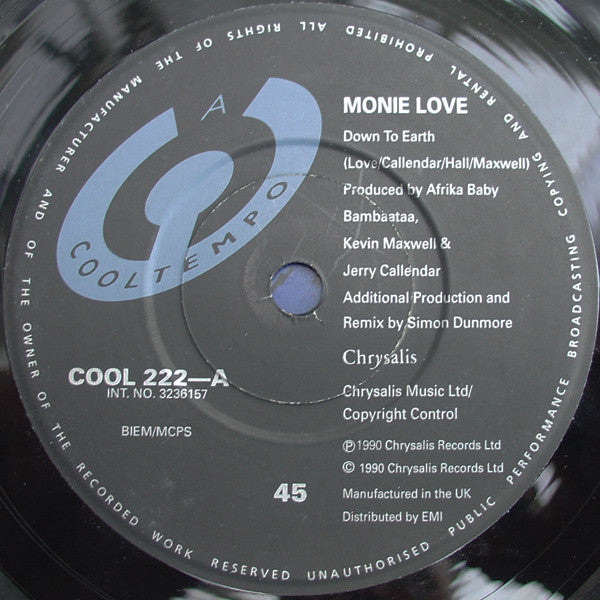 A
COOLTEMPO
MONIE LOVE
Down To Earth
(Love/Callendar/Hall/Maxwell)
Produced by Afrika Baby
Bambaataa,
Kevin Maxwell &
Jerry Callendar
Additional Production and
Remix by Simon Dunmore
Chrysalis
Chrysalis Music Ltd/
Copyright Control
℗1990 Chrysalis Records Ltd
© 1990 Chrysalis Records Ltd
Manufactured in the UK
Distributed by EMI
COOL 222—A
INT. NO. 3236157
BIEM/MCPS
45
ALL RIGHTS OF THE MANUFACTURER AND OF THE OWNER OF THE RECORDED WORK RESERVED UNAUTHORISED PUBLIC PERFORMANCE BROADCASTING COPYING AND RENTAL PROHIBITED